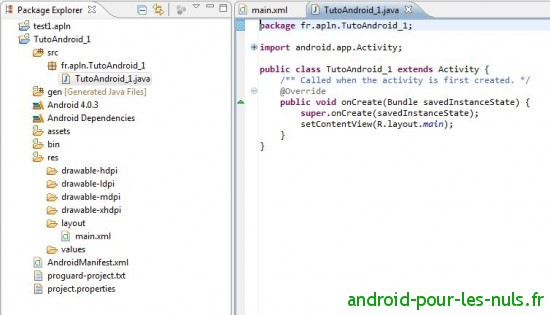 Package Explorer
test1.apln
TutoAndroid_1
src
fr.apln.TutoAndroid_1
TutoAndroid_1.java
gen [Generated Java Files]
Android 4.0.3
Android Dependencies
assets
bin
res
drawable-hdpi
drawable-ldpi
drawable-mdpi
drawable-xhdpi
layout
main.xml
values
AndroidManifest.xml
proguard-project.txt
project.properties
main.xml
TutoAndroid_1.java
package fr.apln.TutoAndroid_1;
import android.app.Activity;
public class TutoAndroid_1 extends Activity {
/** Called when the activity is first created. */
@Override
public void onCreate(Bundle savedInstanceState) {
super.onCreate(savedInstanceState);
setContentView(R.layout.main);
}
}
android-pour-les-nuls.fr